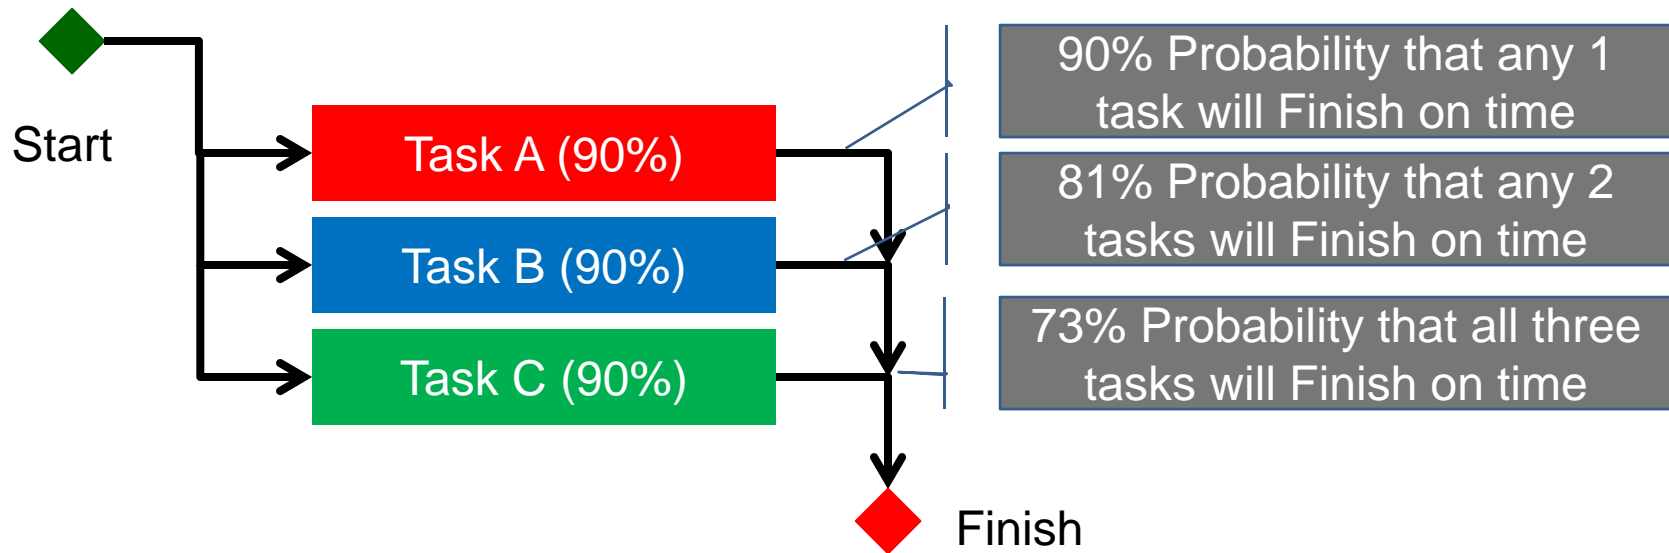 Start
Task A (90%)
Task B (90%)
Task C (90%)
90% Probability that any 1
task will Finish on time
81% Probability that any 2
tasks will Finish on time
73% Probability that all three
tasks will Finish on time
Finish